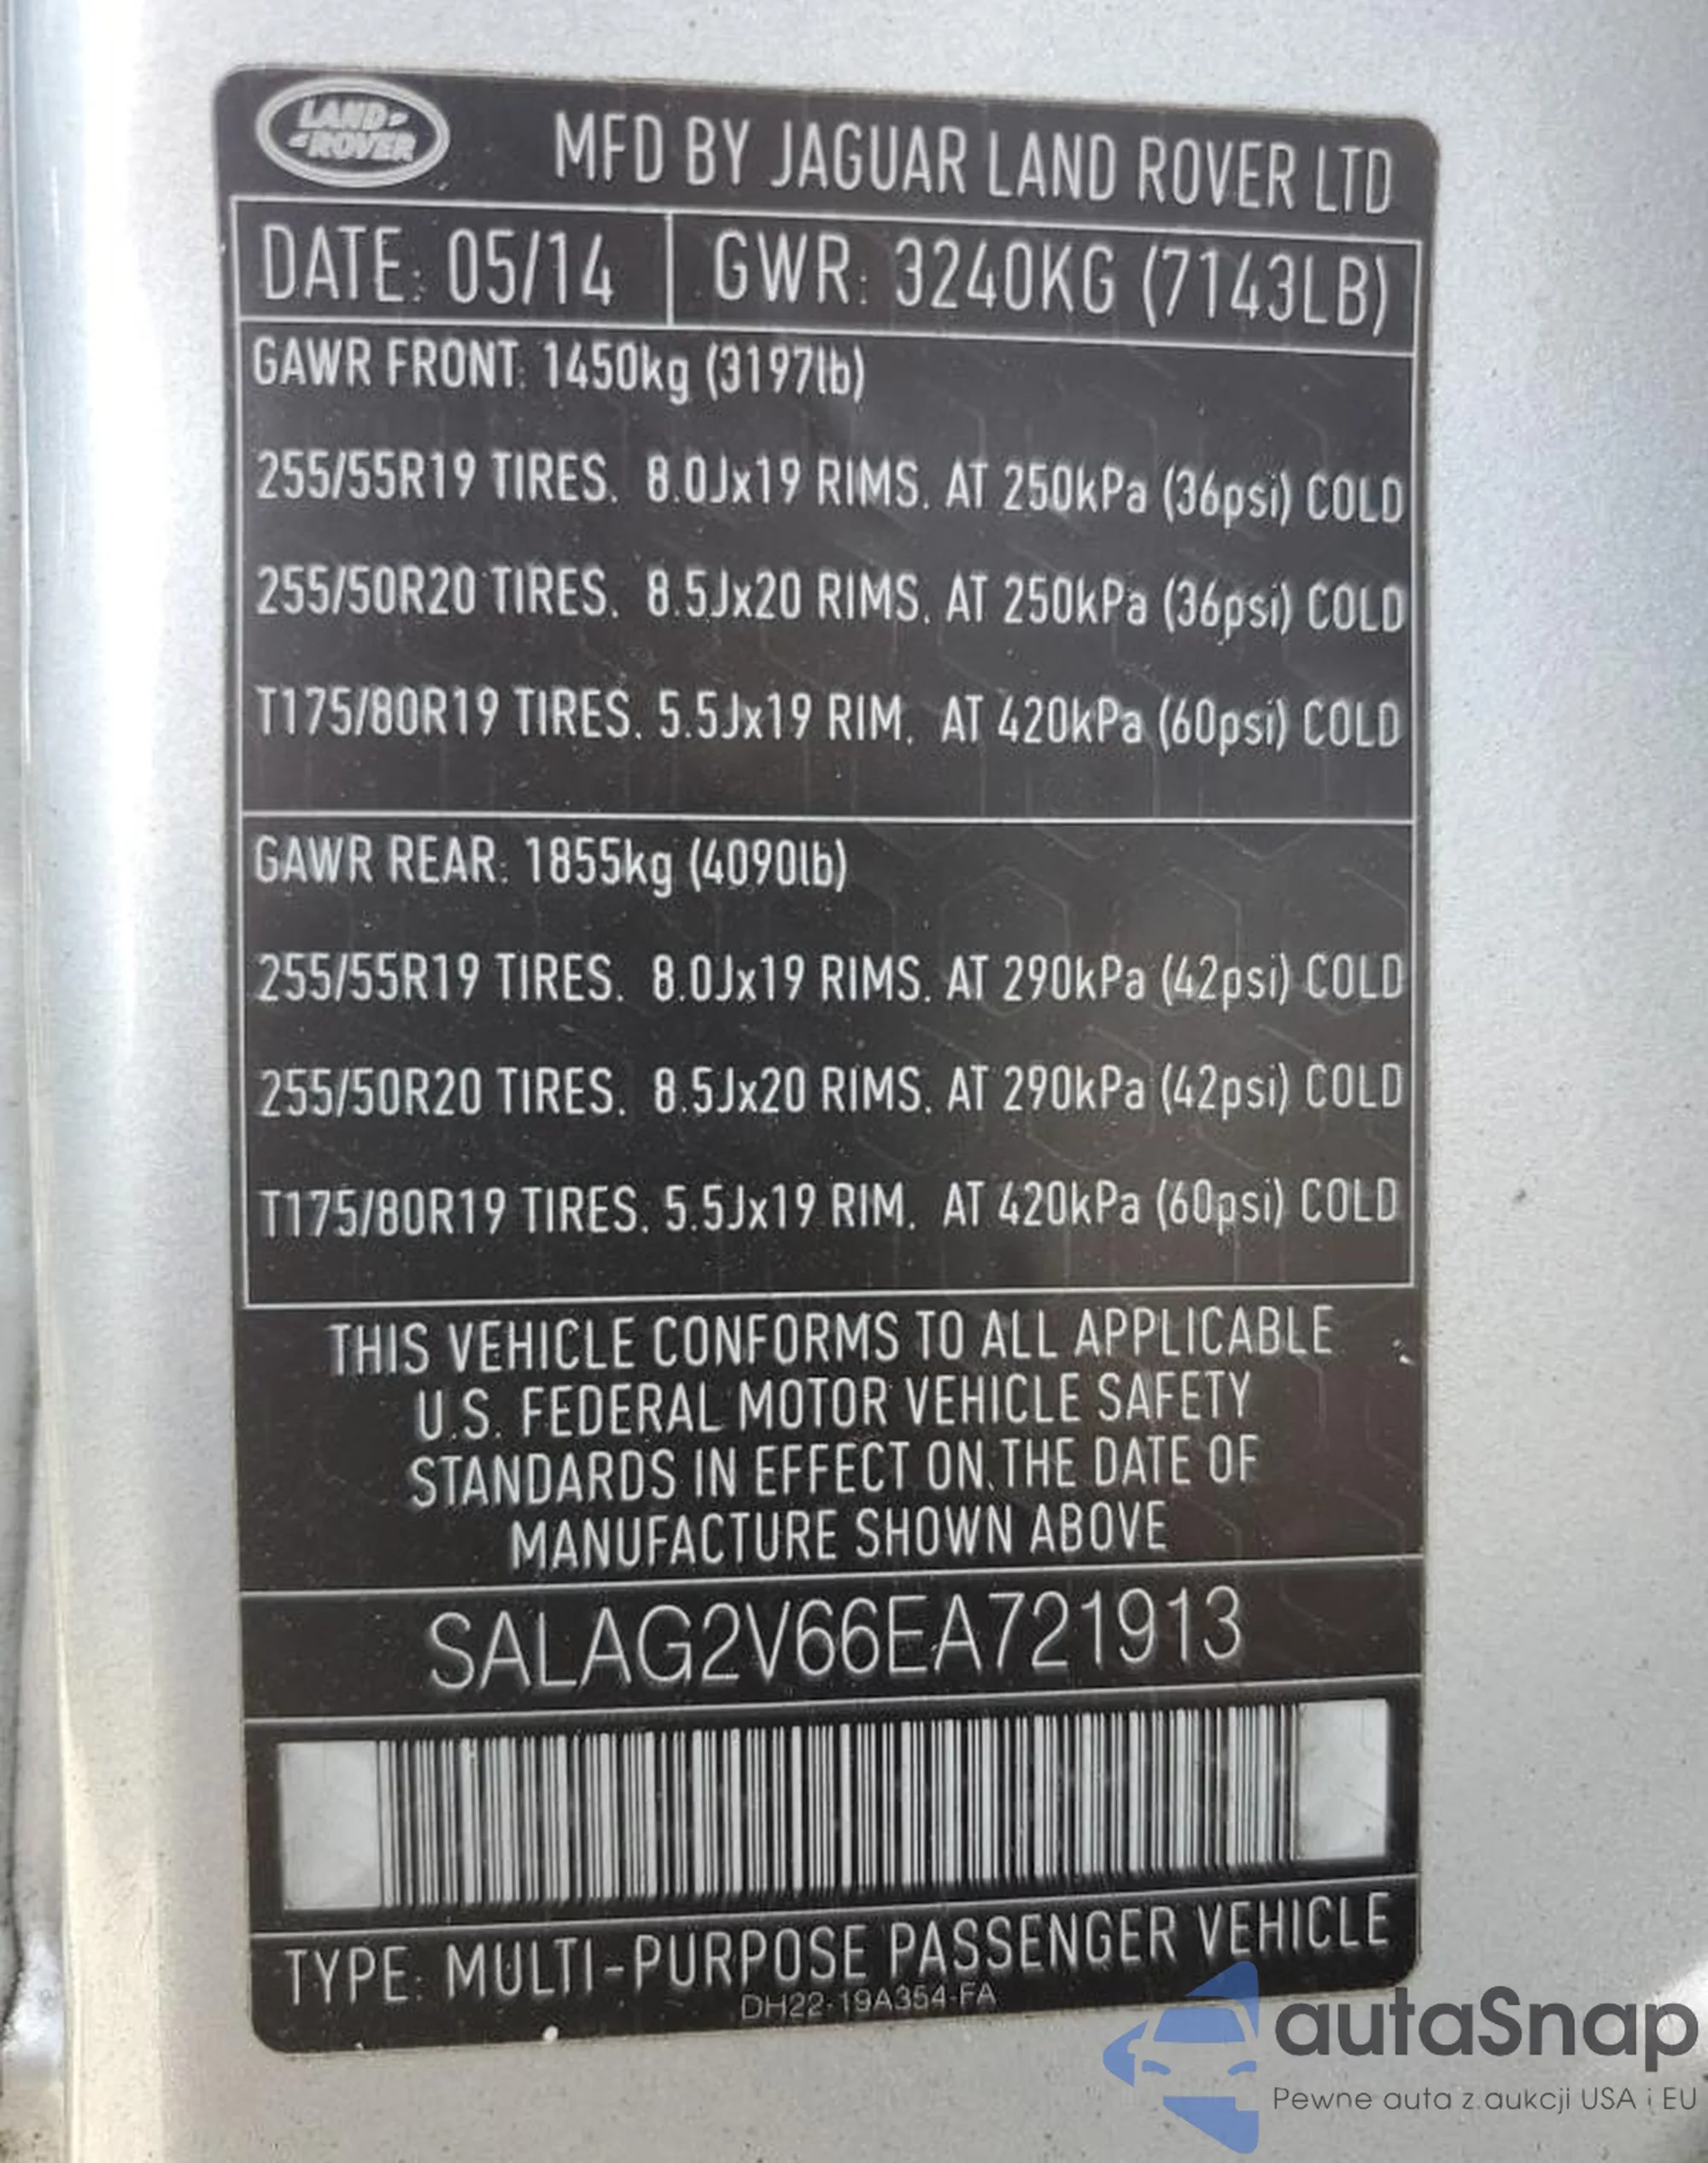 LAND ROVER
MFD BY JAGUAR LAND ROVER LTD
DATE: 05/14 GWR: 3240KG (7143LB)
GAWR FRONT: 1450kg (3197lb)
255/55R19 TIRES. 8.0Jx19 RIMS. AT 250kPa (36psi) COLD
255/50R20 TIRES. 8.5Jx20 RIMS. AT 250kPa (36psi) COLD
T175/80R19 TIRES. 5.5Jx19 RIM. AT 420kPa (60psi) COLD
GAWR REAR: 1855kg (4090lb)
255/55R19 TIRES. 8.0Jx19 RIMS. AT 290kPa (42psi) COLD
255/50R20 TIRES. 8.5Jx20 RIMS. AT 290kPa (42psi) COLD
T175/80R19 TIRES. 5.5Jx19 RIM. AT 420kPa (60psi) COLD
THIS VEHICLE CONFORMS TO ALL APPLICABLE
U.S. FEDERAL MOTOR VEHICLE SAFETY
STANDARDS IN EFFECT ON THE DATE OF
MANUFACTURE SHOWN ABOVE
SALAG2V66EA721913
TYPE: MULTI-PURPOSE PASSENGER VEHICLE
DH22-19A354-FA
autaSnap
Pewne auta z aukcji USA i EU